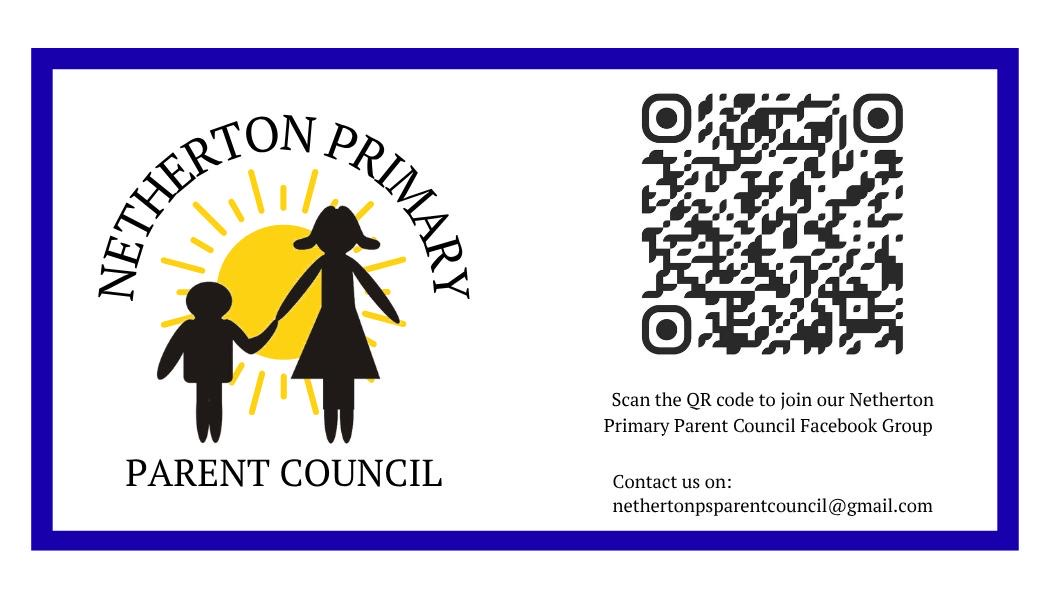 NETHERTON PRIMARY
PARENT COUNCIL
Scan the QR code to join our Netherton
Primary Parent Council Facebook Group
Contact us on:
nethertonpsparentcouncil@gmail.com